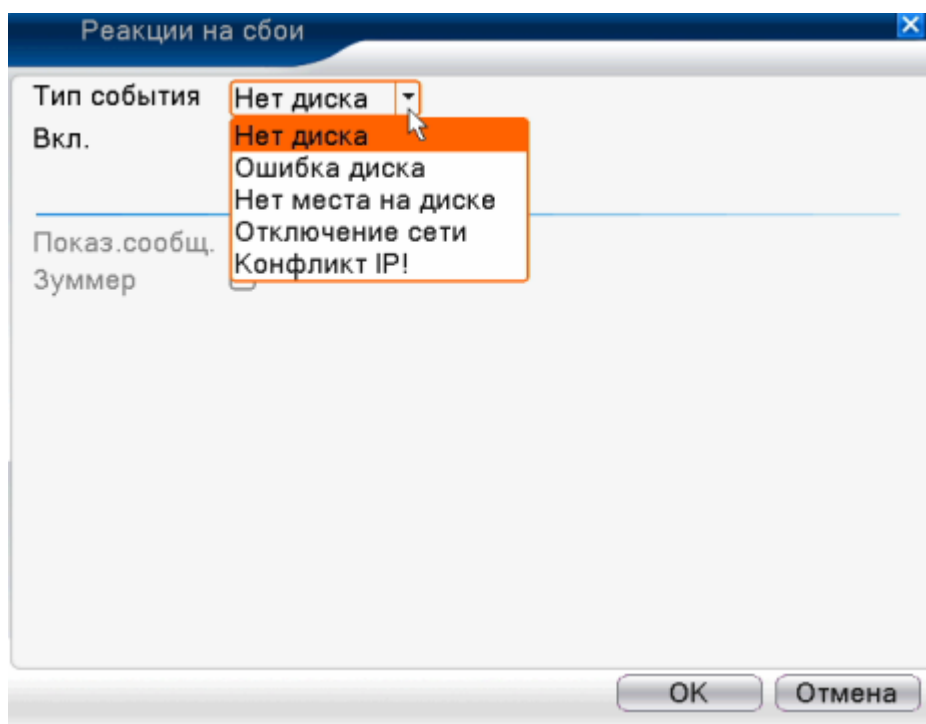 Реакции на сбои
Тип события Нет диска
Вкл. Нет диска
Ошибка диска
Нет места на диске
Показ.сообщ. Отключение сети
Зуммер Конфликт IP!
OK Отмена